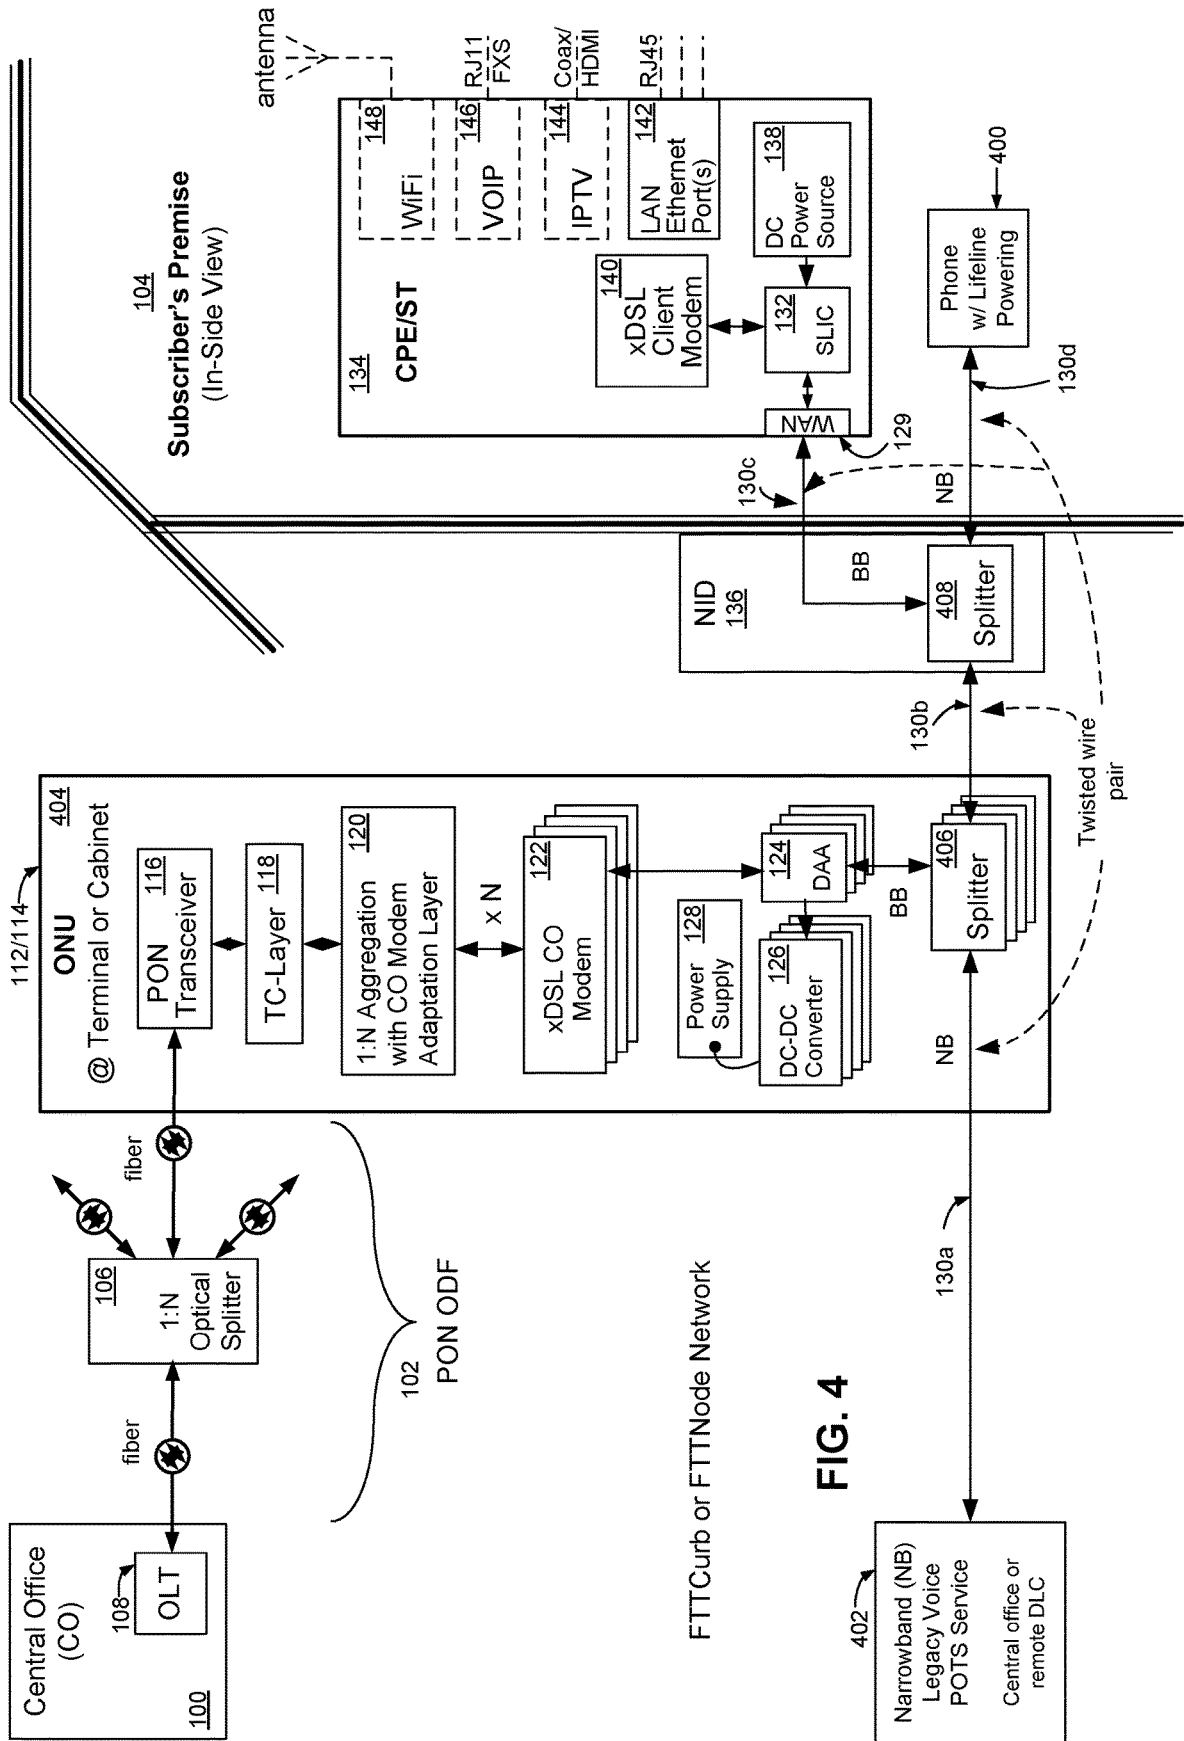 Central Office
(CO)
108
OLT
100
fiber
106
1:N
Optical
Splitter
fiber
102
PON ODF
112/114
ONU
404
@ Terminal or Cabinet
116
PON
Transceiver
118
TC-Layer
120
1:N Aggregation
with CO Modem
Adaptation Layer
x N
122
xDSL CO
Modem
128
Power
Supply
124
DAA
126
DC-DC
Converter
BB
406
Splitter
NB
Subscriber's Premise
(In-Side View)
104
antenna
134
CPE/ST
148
WiFi
146
VOIP
RJ11
FXS
144
IPTV
Coax/
HDMI
142
LAN
Ethernet
Port(s)
RJ45
140
xDSL
Client
Modem
138
DC
Power
Source
132
SLIC
WAN
129
130c
NID
136
BB
408
Splitter
NB
130d
Phone
w/ Lifeline
Powering
400
130b
Twisted wire
pair
130a
FTTCurb or FTTNode Network
FIG. 4
402
Narrowband (NB)
Legacy Voice
POTS Service
Central office or
remote DLC